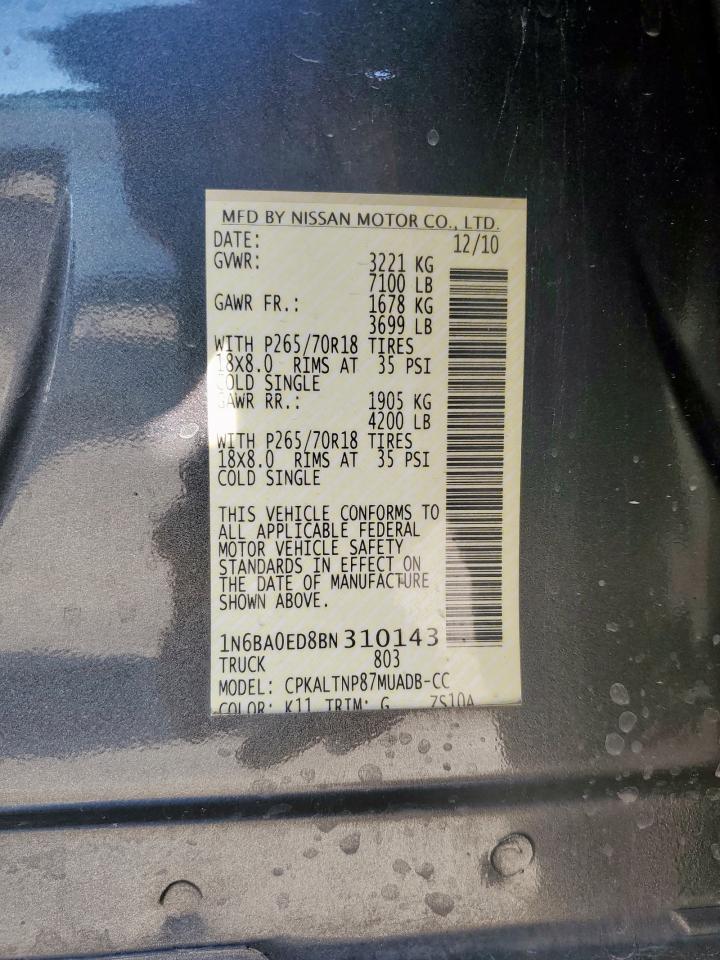 MFD BY NISSAN MOTOR CO., LTD.
DATE: 12/10
GVWR: 3221 KG
7100 LB
GAWR FR.: 1678 KG
3699 LB
WITH P265/70R18 TIRES
18X8.0 RIMS AT 35 PSI
COLD SINGLE
GAWR RR.: 1905 KG
4200 LB
WITH P265/70R18 TIRES
18X8.0 RIMS AT 35 PSI
COLD SINGLE
THIS VEHICLE CONFORMS TO
ALL APPLICABLE FEDERAL
MOTOR VEHICLE SAFETY
STANDARDS IN EFFECT ON
THE DATE OF MANUFACTURE
SHOWN ABOVE.
1N6BA0ED8BN310143
TRUCK 803
MODEL: CPKALTNP87MUADB-CC
COLOR: K11 TRIM: G ZS10A